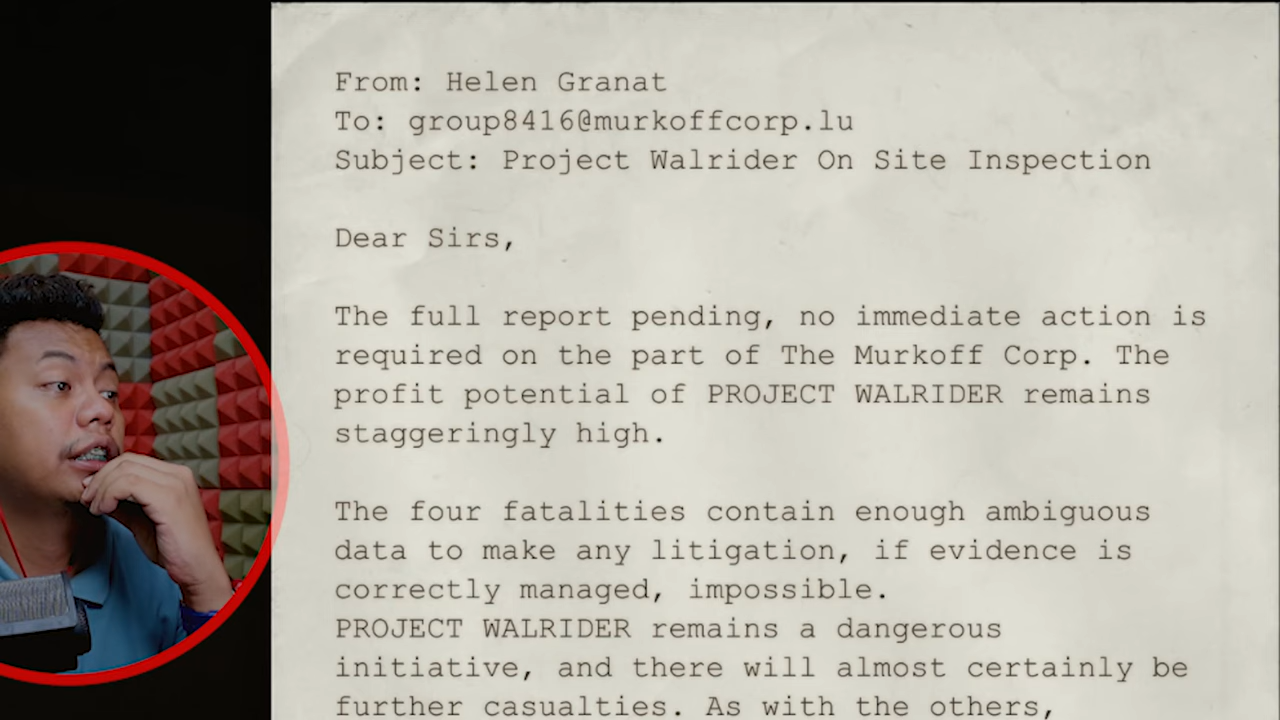 From: Helen Granat
To: group8416@murkoffcorp.lu
Subject: Project Walrider On Site Inspection
Dear Sirs,
The full report pending, no immediate action is
required on the part of The Murkoff Corp. The
profit potential of PROJECT WALRIDER remains
staggeringly high.
The four fatalities contain enough ambiguous
data to make any litigation, if evidence is
correctly managed, impossible.
PROJECT WALRIDER remains a dangerous
initiative, and there will almost certainly be
further casualties. As with the others,